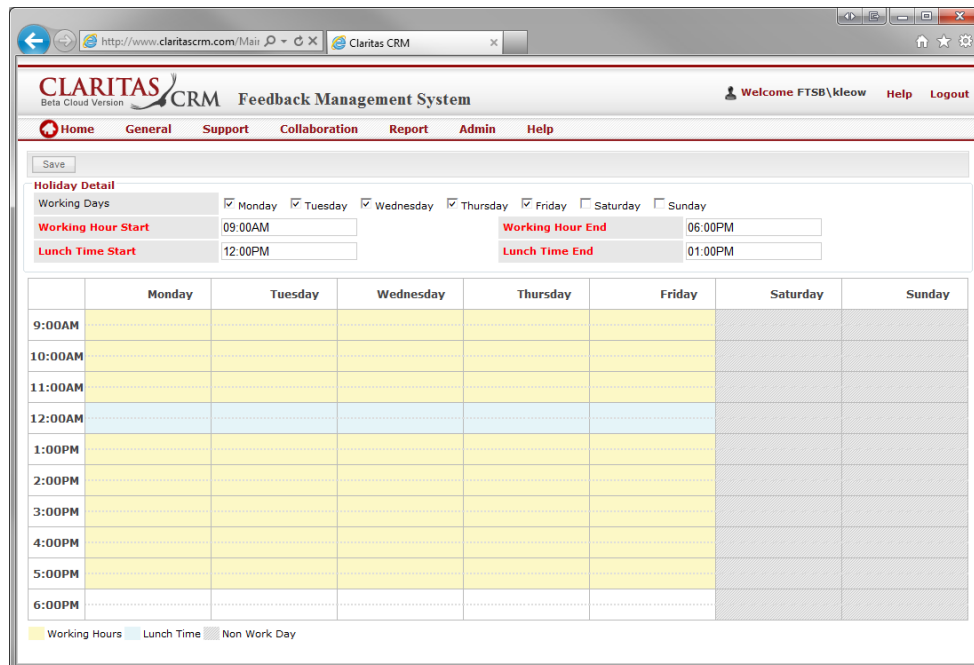 http://www.claritascrm.com/Mair
Claritas CRM
CLARITAS CRM
Beta Cloud Version
Feedback Management System
Welcome FTSB\kleow Help Logout
Home General Support Collaboration Report Admin Help
Save
Holiday Detail
Working Days Monday Tuesday Wednesday Thursday Friday Saturday Sunday
Working Hour Start 09:00AM Working Hour End 06:00PM
Lunch Time Start 12:00PM Lunch Time End 01:00PM
Monday Tuesday Wednesday Thursday Friday Saturday Sunday
9:00AM
10:00AM
11:00AM
12:00AM
1:00PM
2:00PM
3:00PM
4:00PM
5:00PM
6:00PM
Working Hours Lunch Time Non Work Day